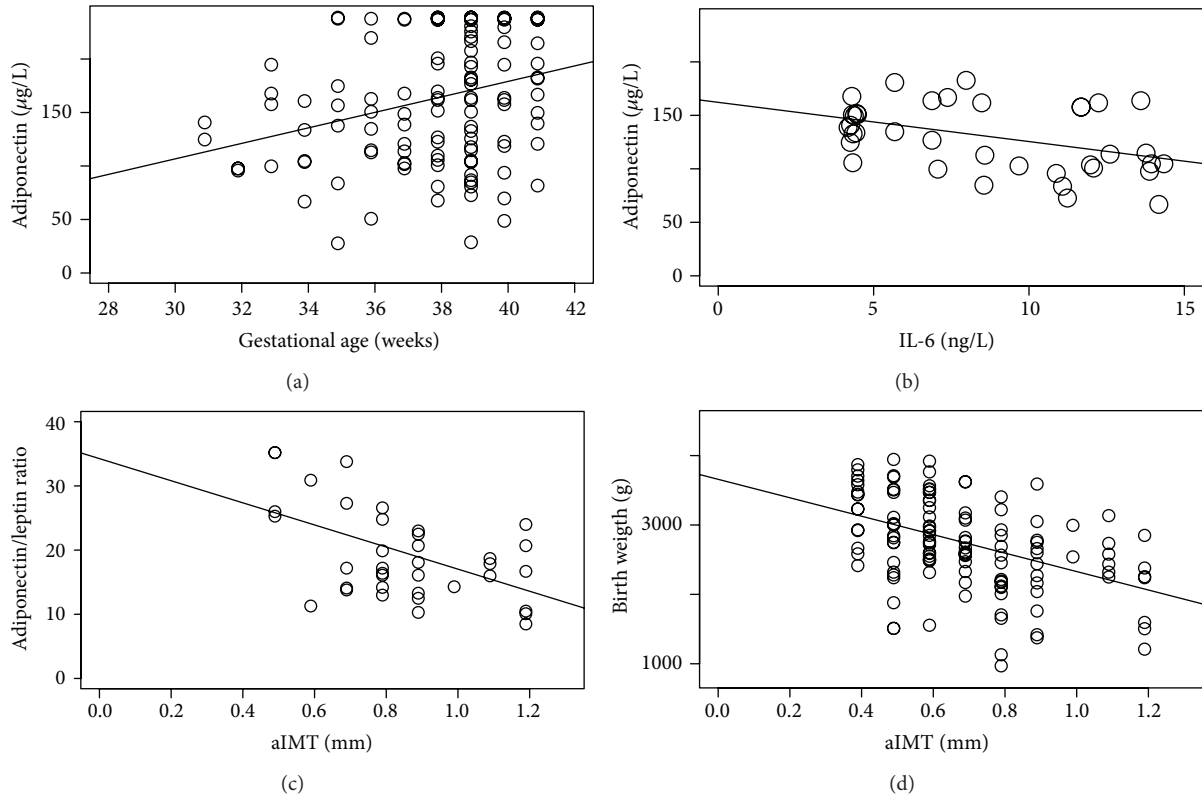 Adiponectin (μg/L)
150
50
0
28 30 32 34 36 38 40 42
Gestational age (weeks)
(a)
Adiponectin (μg/L)
150
50
0
0 5 10 15
IL-6 (ng/L)
(b)
Adiponectin/leptin ratio
40
30
20
10
0
0.0 0.2 0.4 0.6 0.8 1.0 1.2
aIMT (mm)
(c)
Birth weigth (g)
3000
1000
0.0 0.2 0.4 0.6 0.8 1.0 1.2
aIMT (mm)
(d)